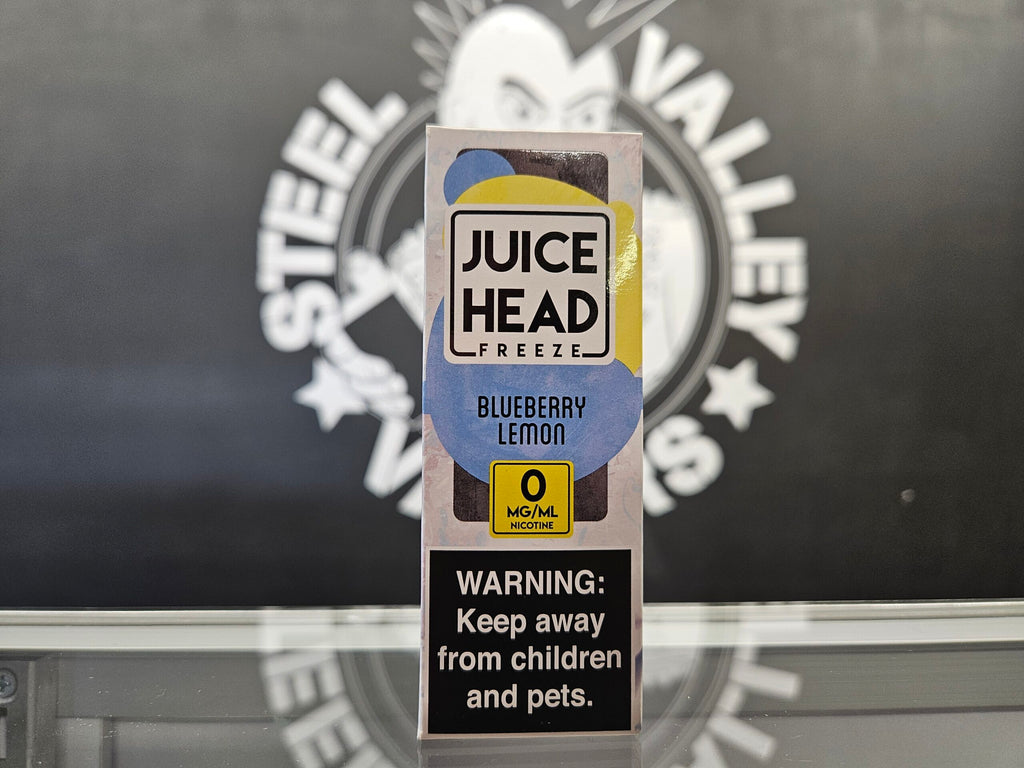 STEEL VALLEY
JUICE
HEAD
FREEZE
BLUEBERRY
LEMON
0
MG/ML
NICOTINE
WARNING:
Keep away
from children
and pets.